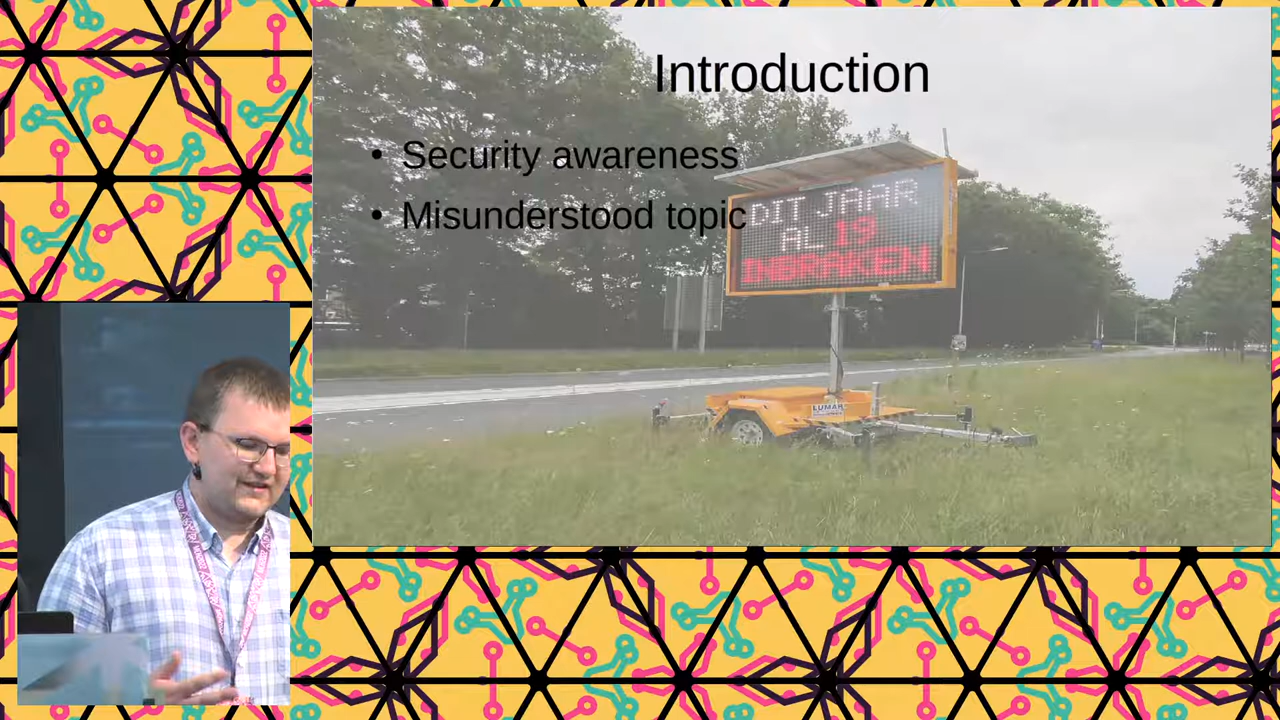 Introduction
• Security awareness
• Misunderstood topic
DIT JAAR
AL 19
INBRAKEN
LUMAR